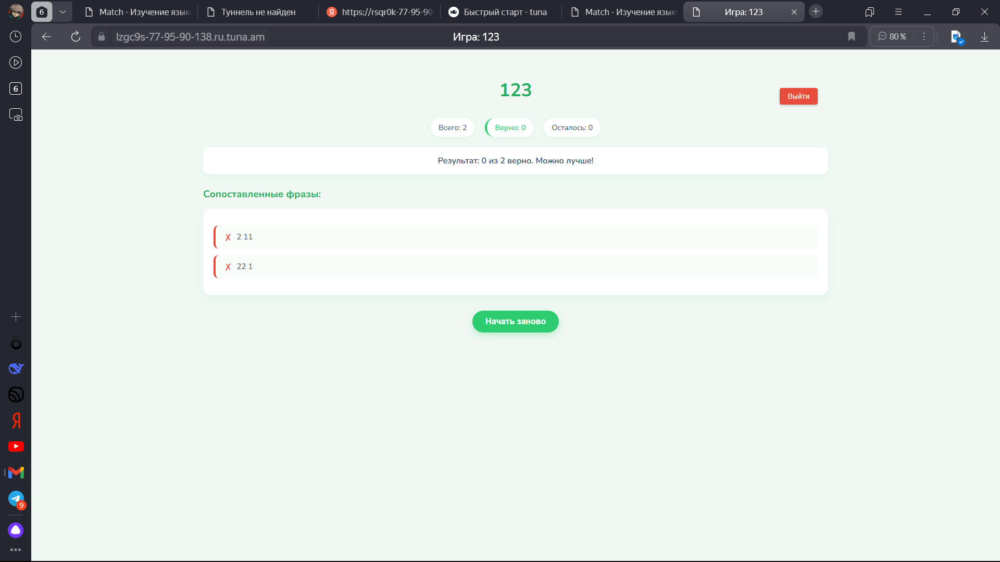 6
Match - Изучение язык
Туннель не найден
Я
https://rsqr0k-77-95-90
Быстрый старт - tuna
Match - Изучение язык
Игра: 123
lzgc9s-77-95-90-138.ru.tuna.am
Игра: 123
80 %
6
123
Выйти
Всего: 2
Верно: 0
Осталось: 0
Результат: 0 из 2 верно. Можно лучше!
Сопоставленные фразы:
✗ 2 11
✗ 22 1
Начать заново
Я
9